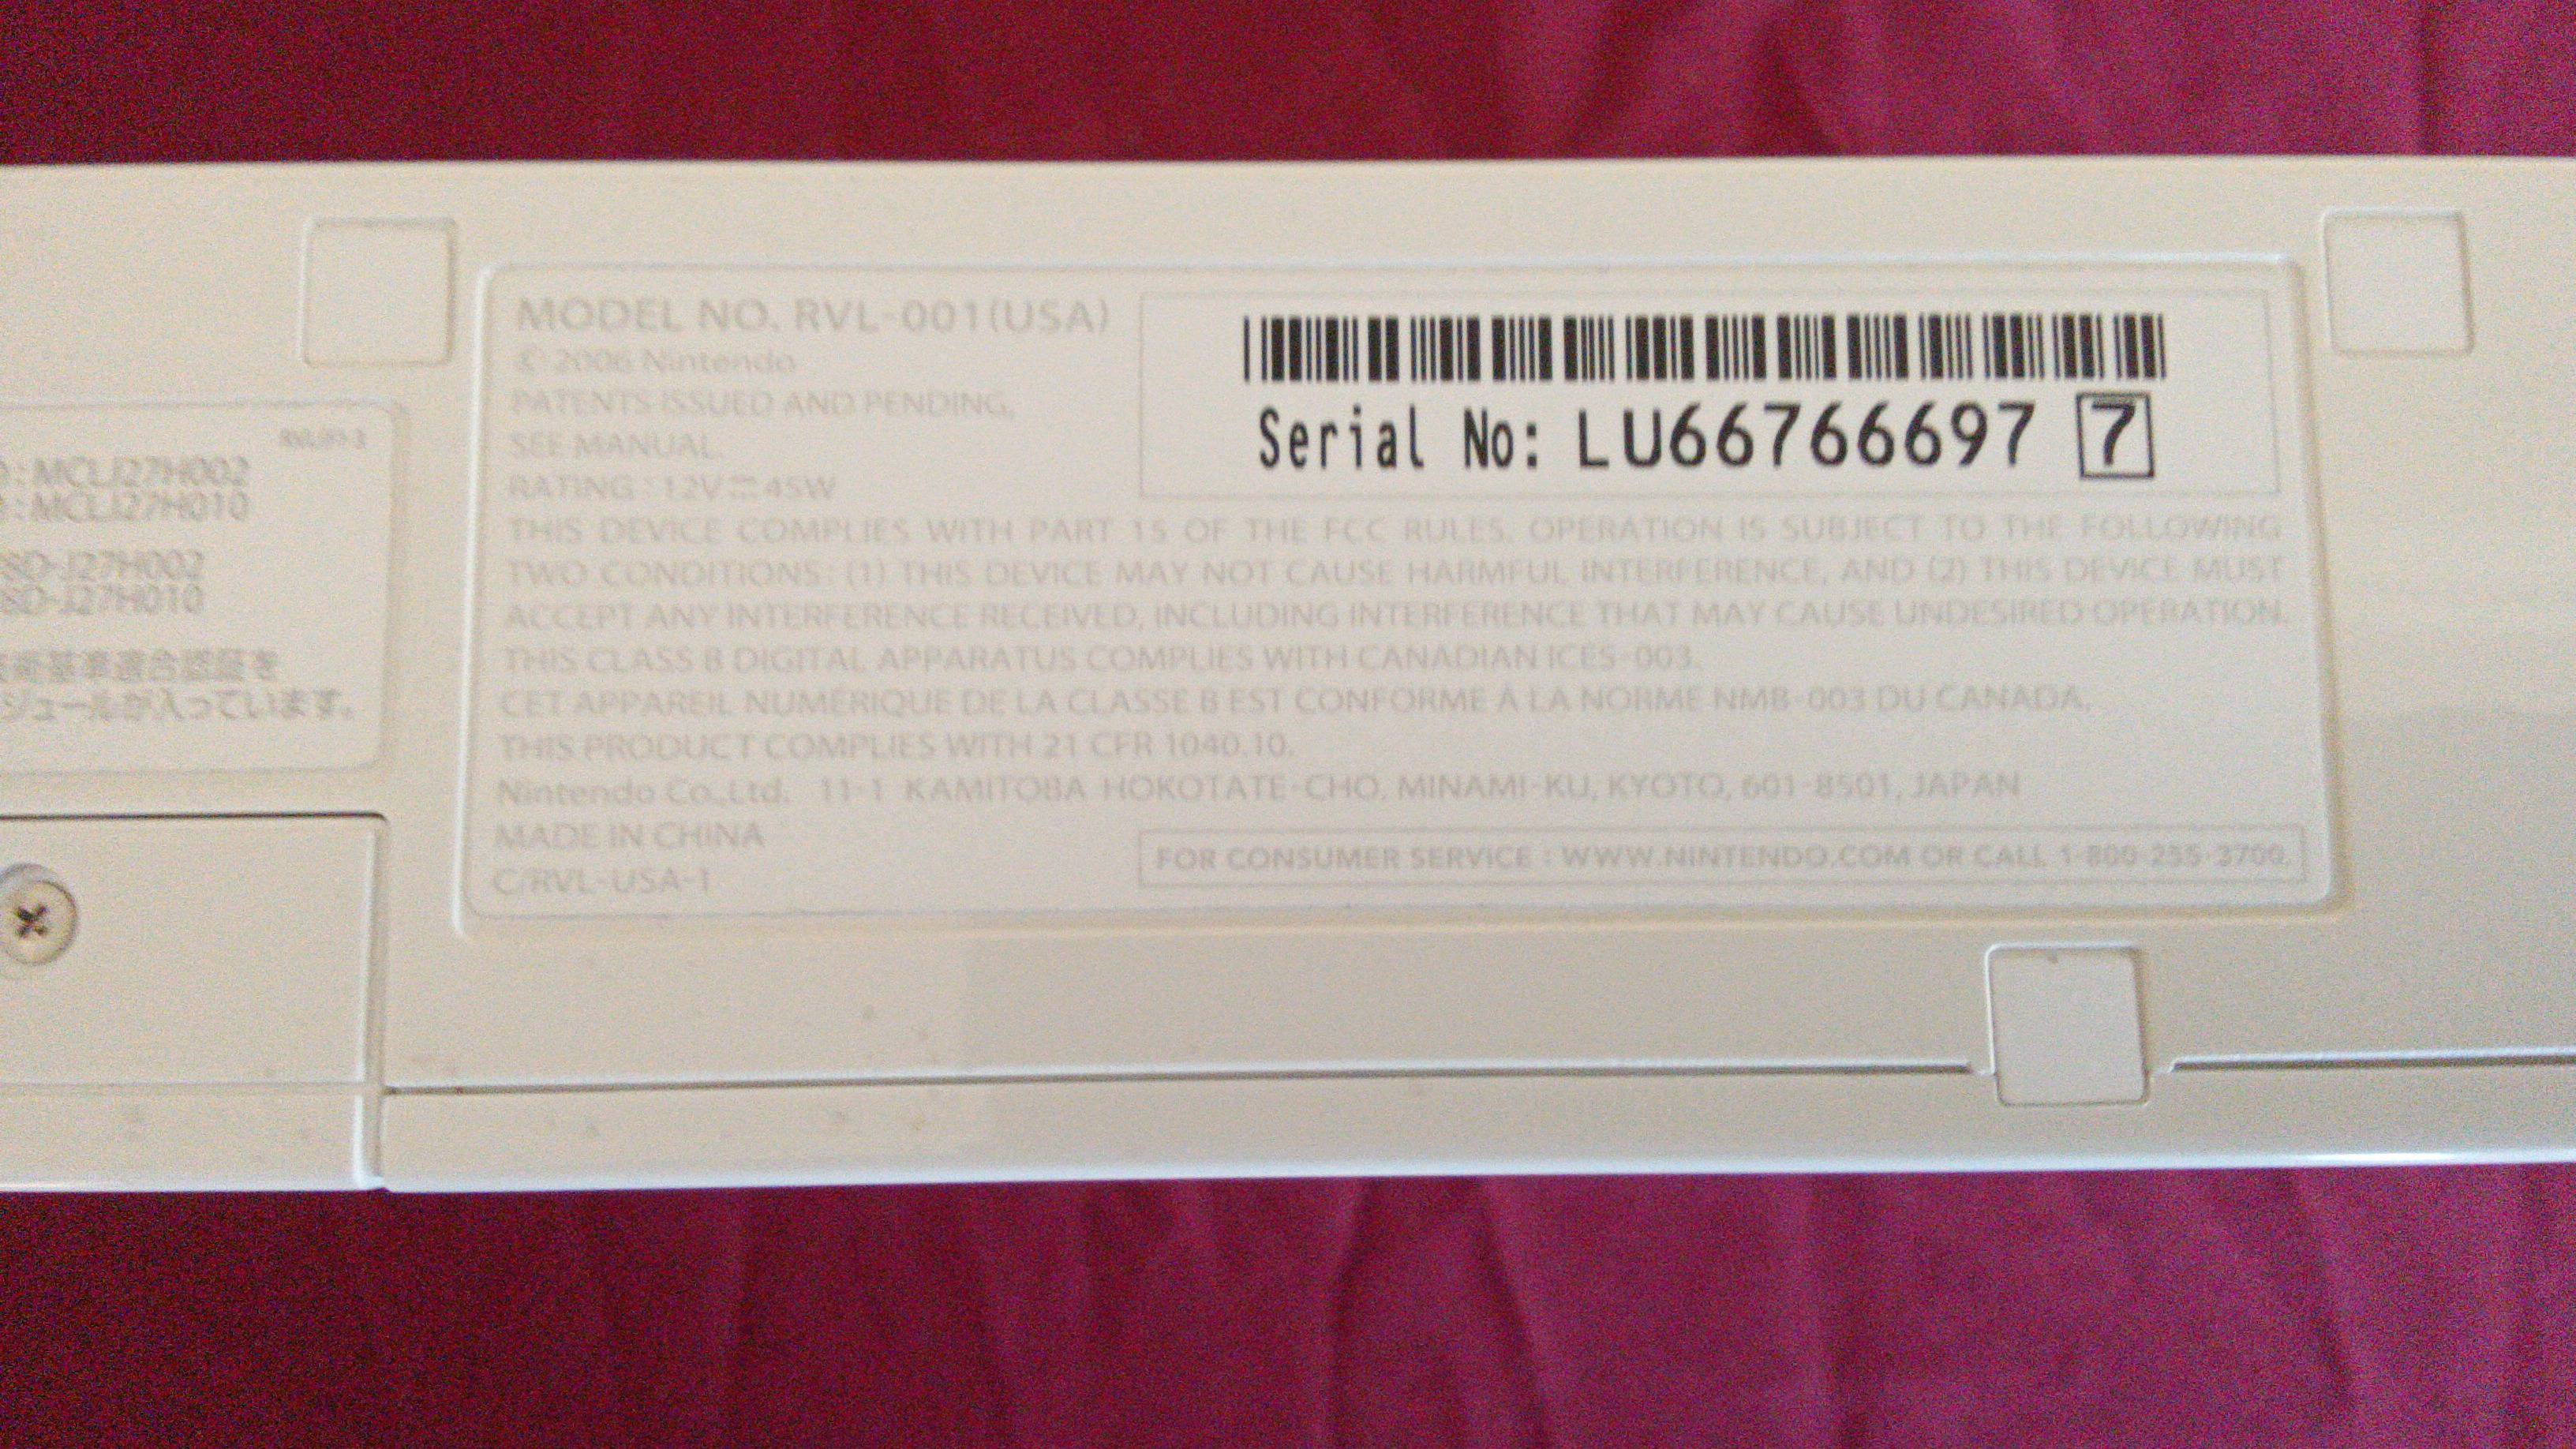 MODEL NO. RVL-001(USA)
© 2006 Nintendo
PATENTS ISSUED AND PENDING,
SEE MANUAL.
RATING : 12V⎓45W
Serial No: LU66766697 7
THIS DEVICE COMPLIES WITH PART 15 OF THE FCC RULES. OPERATION IS SUBJECT TO THE FOLLOWING
TWO CONDITIONS: (1) THIS DEVICE MAY NOT CAUSE HARMFUL INTERFERENCE, AND (2) THIS DEVICE MUST
ACCEPT ANY INTERFERENCE RECEIVED, INCLUDING INTERFERENCE THAT MAY CAUSE UNDESIRED OPERATION.
THIS CLASS B DIGITAL APPARATUS COMPLIES WITH CANADIAN ICES-003.
CET APPAREIL NUMÉRIQUE DE LA CLASSE B EST CONFORME À LA NORME NMB-003 DU CANADA.
THIS PRODUCT COMPLIES WITH 21 CFR 1040.10.
Nintendo Co.,Ltd. 11-1 KAMITOBA HOKOTATE-CHO, MINAMI-KU, KYOTO, 601-8501, JAPAN
MADE IN CHINA
C/RVL-USA-1
FOR CONSUMER SERVICE : WWW.NINTENDO.COM OR CALL 1-800-255-3700.
: MCLJ27H002
: MCLJ27H010
SD-J27H002
SD-J27H010
基準適合認証を
ジュールが入っています。